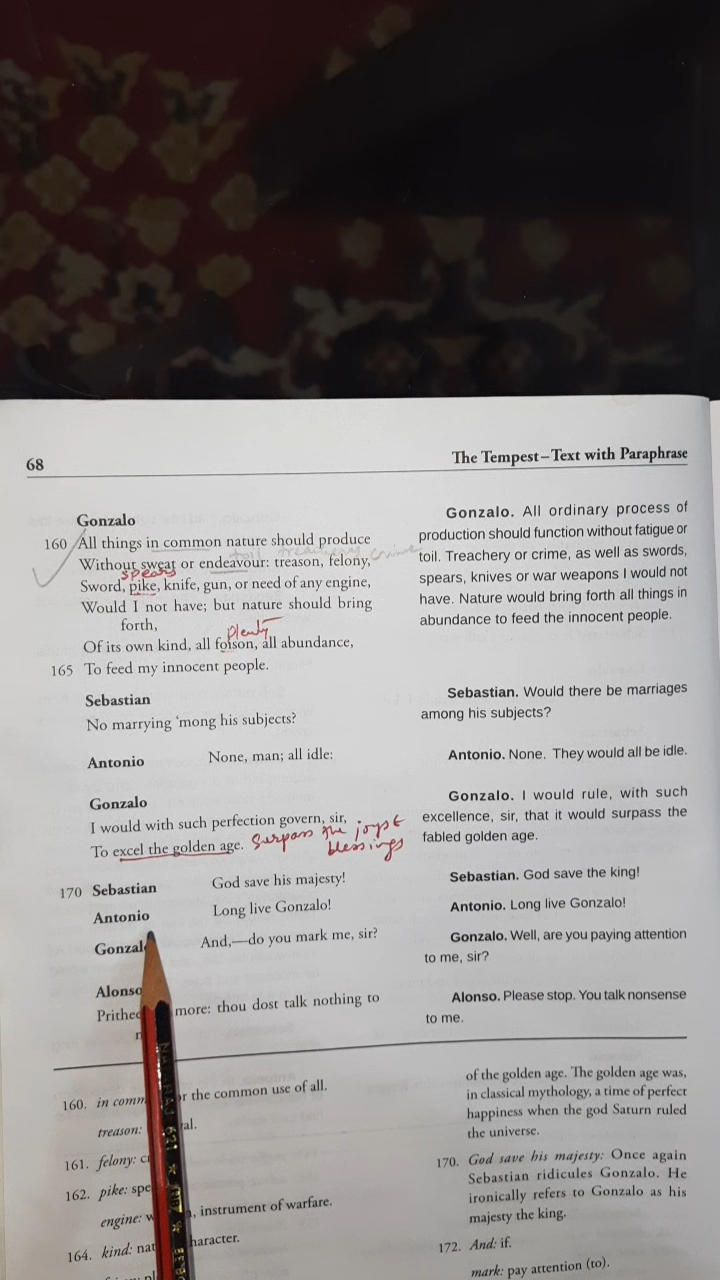 68
The Tempest–Text with Paraphrase
Gonzalo
160 All things in common nature should produce
toil treachery crime
Without sweat or endeavour: treason, felony,
spears
Sword, pike, knife, gun, or need of any engine,
Would I not have; but nature should bring
forth,
plenty
Of its own kind, all foison, all abundance,
165 To feed my innocent people.
Sebastian
No marrying 'mong his subjects?
Antonio None, man; all idle:
Gonzalo
I would with such perfection govern, sir,
To excel the golden age. Surpass the joys &
blessings
170 Sebastian God save his majesty!
Antonio Long live Gonzalo!
Gonzal And,—do you mark me, sir?
Alonso
Prithee more: thou dost talk nothing to
Gonzalo. All ordinary process of
production should function without fatigue or
toil. Treachery or crime, as well as swords,
spears, knives or war weapons I would not
have. Nature would bring forth all things in
abundance to feed the innocent people.
Sebastian. Would there be marriages
among his subjects?
Antonio. None. They would all be idle.
Gonzalo. I would rule, with such
excellence, sir, that it would surpass the
fabled golden age.
Sebastian. God save the king!
Antonio. Long live Gonzalo!
Gonzalo. Well, are you paying attention
to me, sir?
Alonso. Please stop. You talk nonsense
to me.
160. in comm r the common use of all.
treason: al.
161. felony: c
162. pike: spe
engine: w , instrument of warfare.
164. kind: nat haracter.
of the golden age. The golden age was,
in classical mythology, a time of perfect
happiness when the god Saturn ruled
the universe.
170. God save his majesty: Once again
Sebastian ridicules Gonzalo. He
ironically refers to Gonzalo as his
majesty the king.
172. And: if.
mark: pay attention (to).
NATARAJ 621